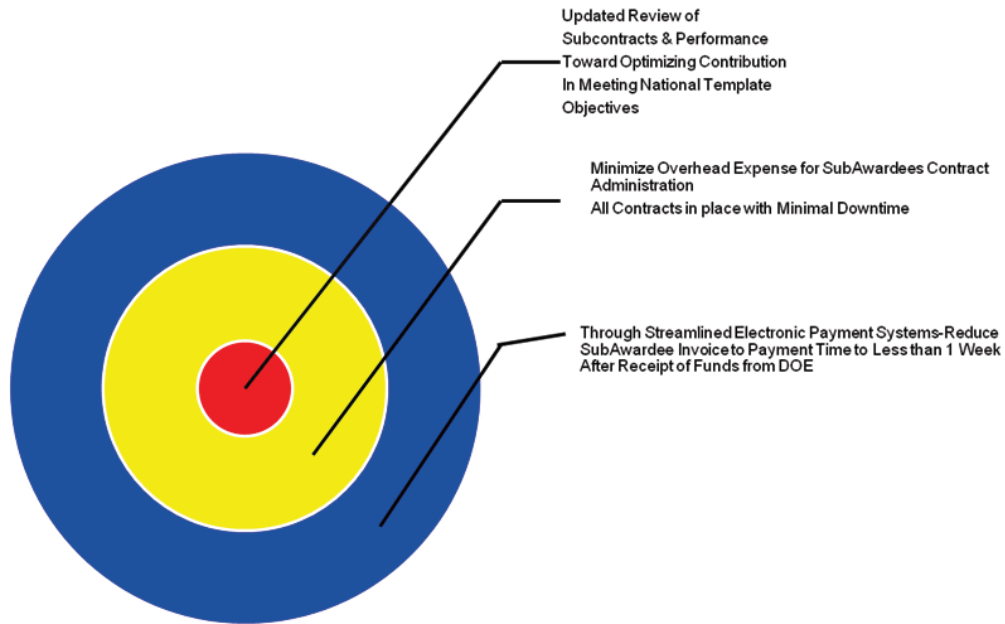 Updated Review of
Subcontracts & Performance
Toward Optimizing Contribution
In Meeting National Template
Objectives
Minimize Overhead Expense for SubAwardees Contract
Administration
All Contracts in place with Minimal Downtime
Through Streamlined Electronic Payment Systems-Reduce
SubAwardee Invoice to Payment Time to Less than 1 Week
After Receipt of Funds from DOE